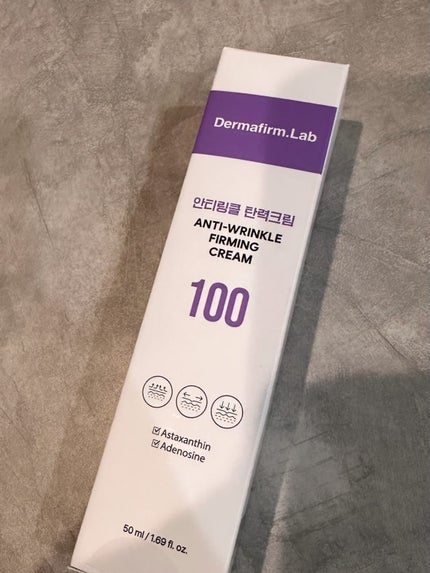 Dermafirm.Lab
안티링클 탄력크림
ANTI-WRINKLE
FIRMING
CREAM
100
☑Astaxanthin
☑Adenosine
50 ml / 1.69 fl. oz.